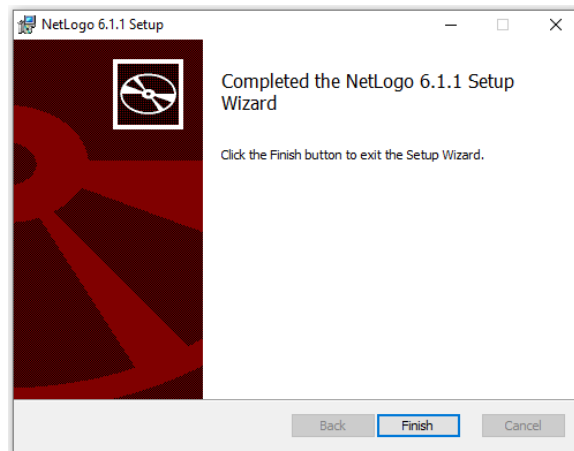 NetLogo 6.1.1 Setup
Completed the NetLogo 6.1.1 Setup
Wizard
Click the Finish button to exit the Setup Wizard.
Back Finish Cancel